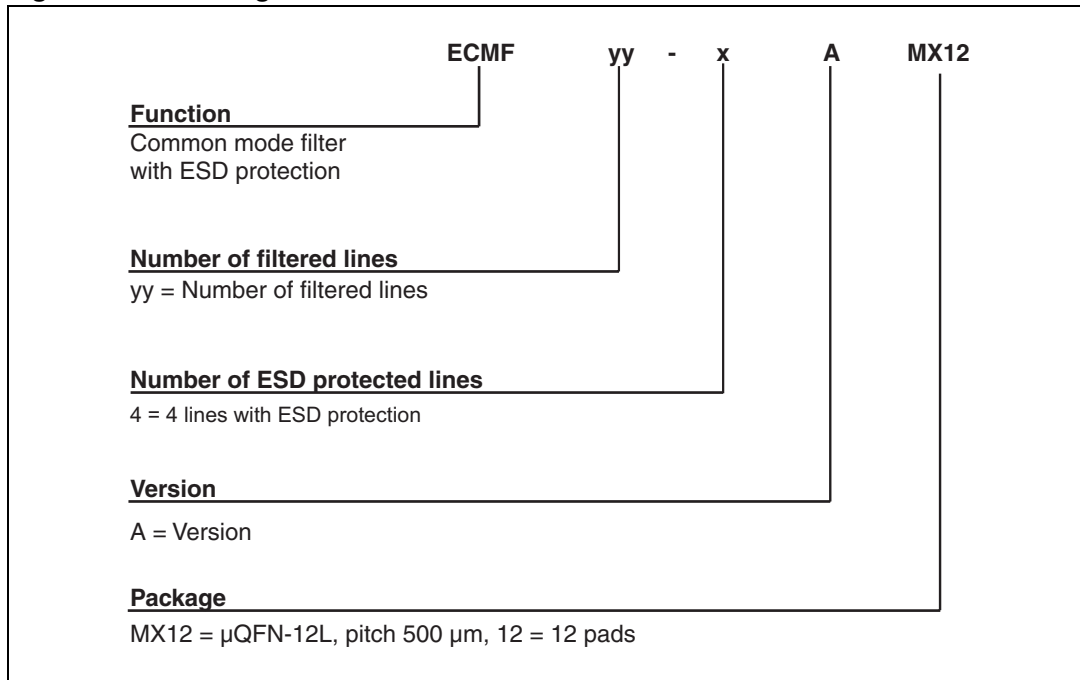 ECMF yy - x A MX12
Function
Common mode filter
with ESD protection
Number of filtered lines
yy = Number of filtered lines
Number of ESD protected lines
4 = 4 lines with ESD protection
Version
A = Version
Package
MX12 = µQFN-12L, pitch 500 µm, 12 = 12 pads